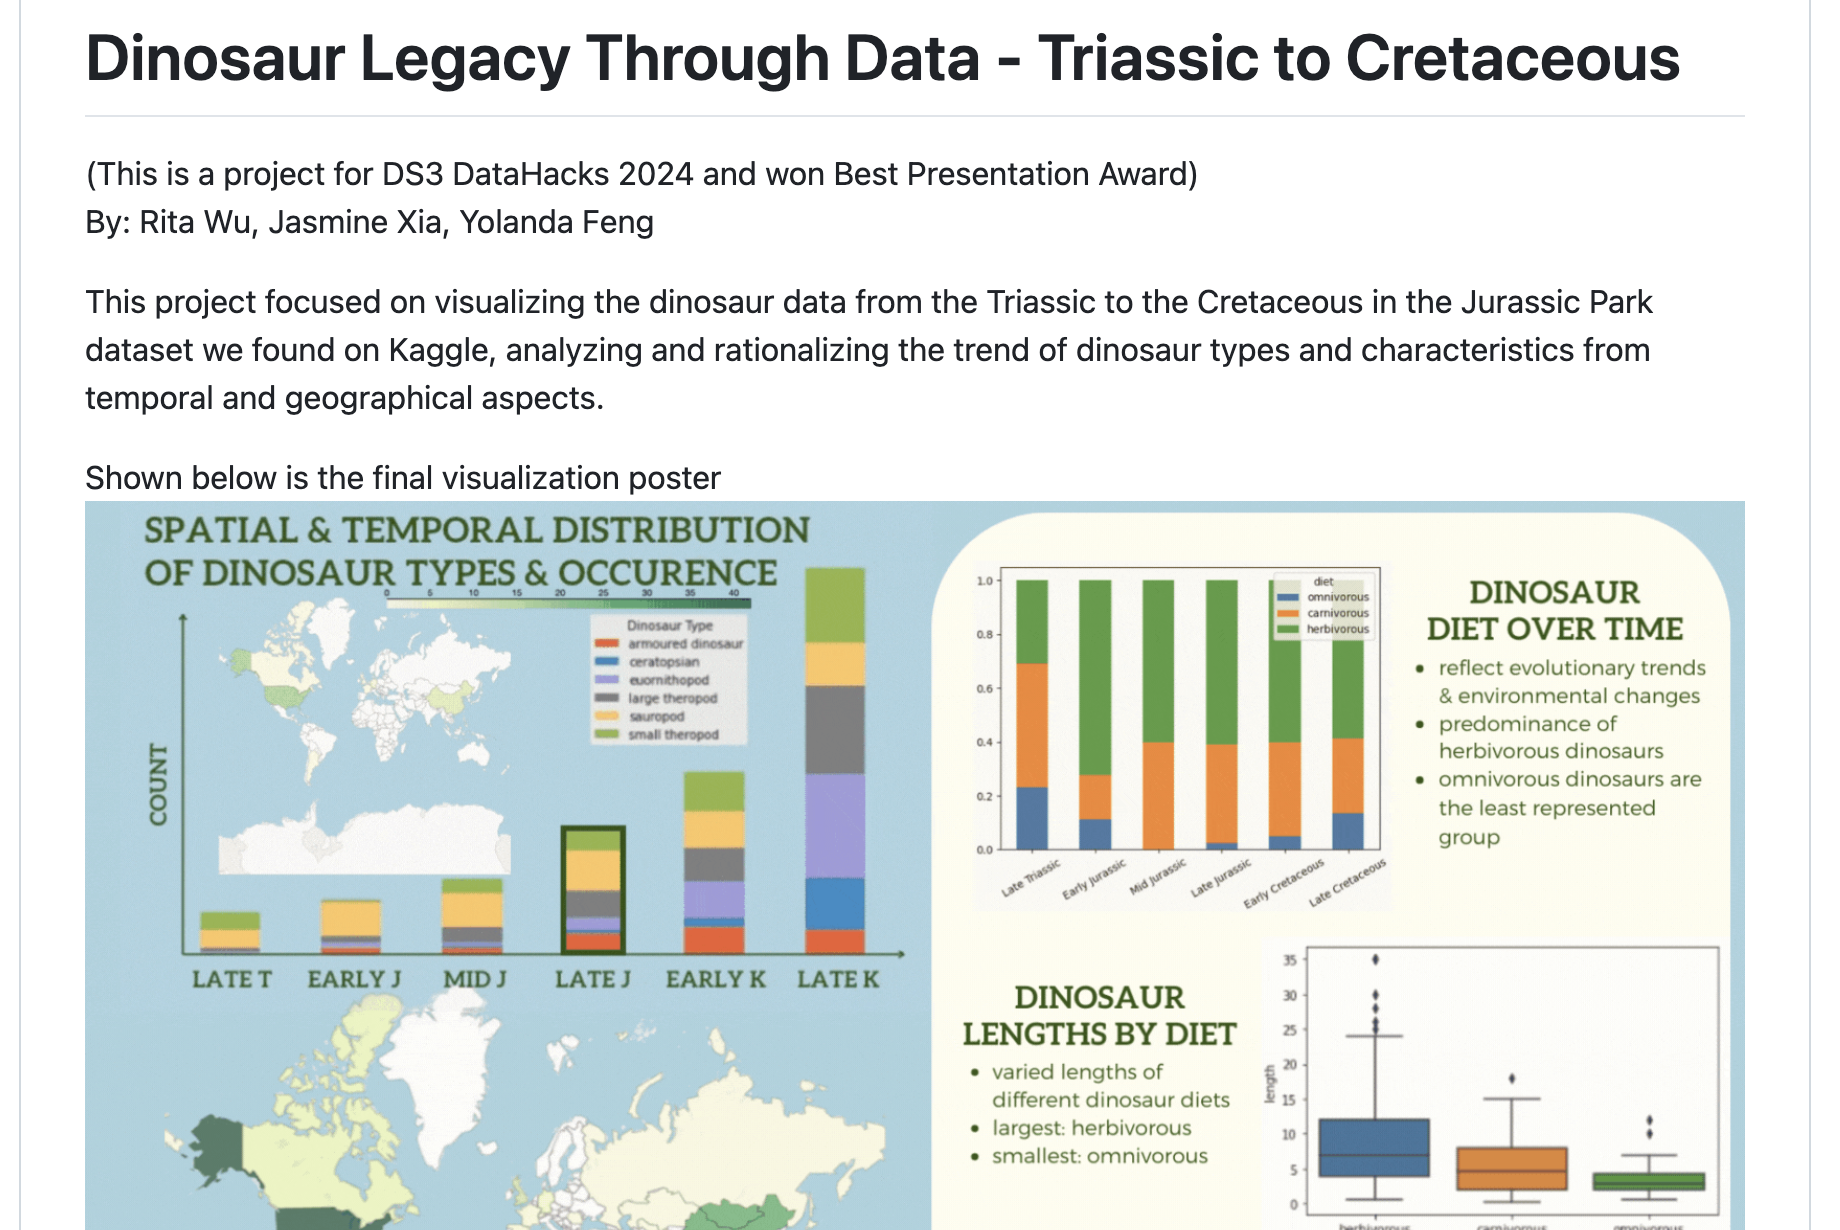 Dinosaur Legacy Through Data - Triassic to Cretaceous
(This is a project for DS3 DataHacks 2024 and won Best Presentation Award)
By: Rita Wu, Jasmine Xia, Yolanda Feng
This project focused on visualizing the dinosaur data from the Triassic to the Cretaceous in the Jurassic Park
dataset we found on Kaggle, analyzing and rationalizing the trend of dinosaur types and characteristics from
temporal and geographical aspects.
Shown below is the final visualization poster
SPATIAL & TEMPORAL DISTRIBUTION
OF DINOSAUR TYPES & OCCURENCE
0 5 10 15 20 25 30 35 40
Dinosaur Type
armoured dinosaur
ceratopsian
euornithopod
large theropod
sauropod
small theropod
COUNT
LATE T EARLY J MID J LATE J EARLY K LATE K
1.0
0.8
0.6
0.4
0.2
0.0
diet
omnivorous
carnivorous
herbivorous
Late Triassic Early Jurassic Mid Jurassic Late Jurassic Early Cretaceous Late Cretaceous
DINOSAUR
DIET OVER TIME
• reflect evolutionary trends
& environmental changes
• predominance of
herbivorous dinosaurs
• omnivorous dinosaurs are
the least represented
group
DINOSAUR
LENGTHS BY DIET
• varied lengths of
different dinosaur diets
• largest: herbivorous
• smallest: omnivorous
35
30
25
20
15
10
5
0
length
herbivorous carnivorous omnivorous